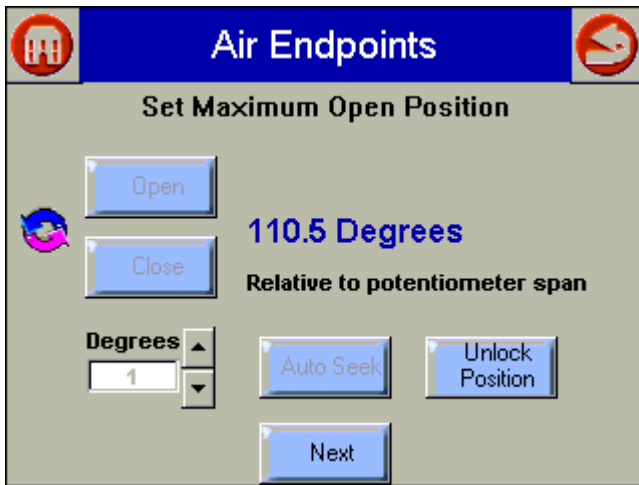 Air Endpoints
Set Maximum Open Position
Open
110.5 Degrees
Close
Relative to potentiometer span
Degrees
1
Auto Seek
Unlock
Position
Next